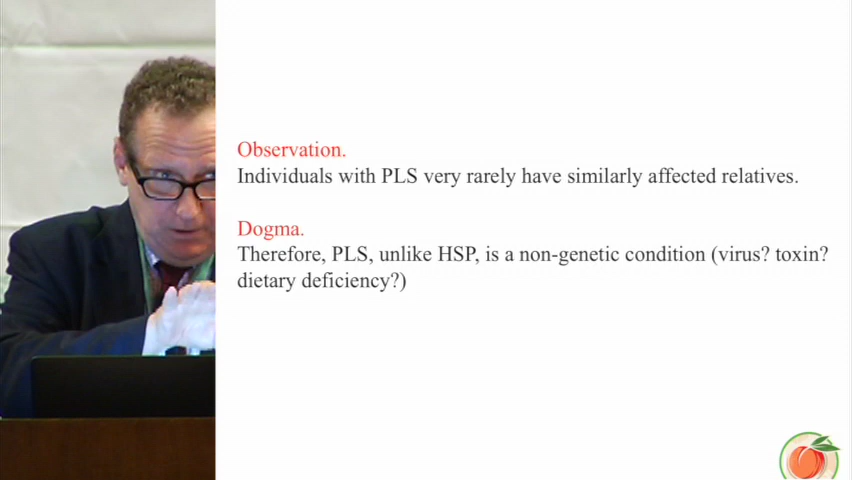 Observation.
Individuals with PLS very rarely have similarly affected relatives.
Dogma.
Therefore, PLS, unlike HSP, is a non-genetic condition (virus? toxin?
dietary deficiency?)